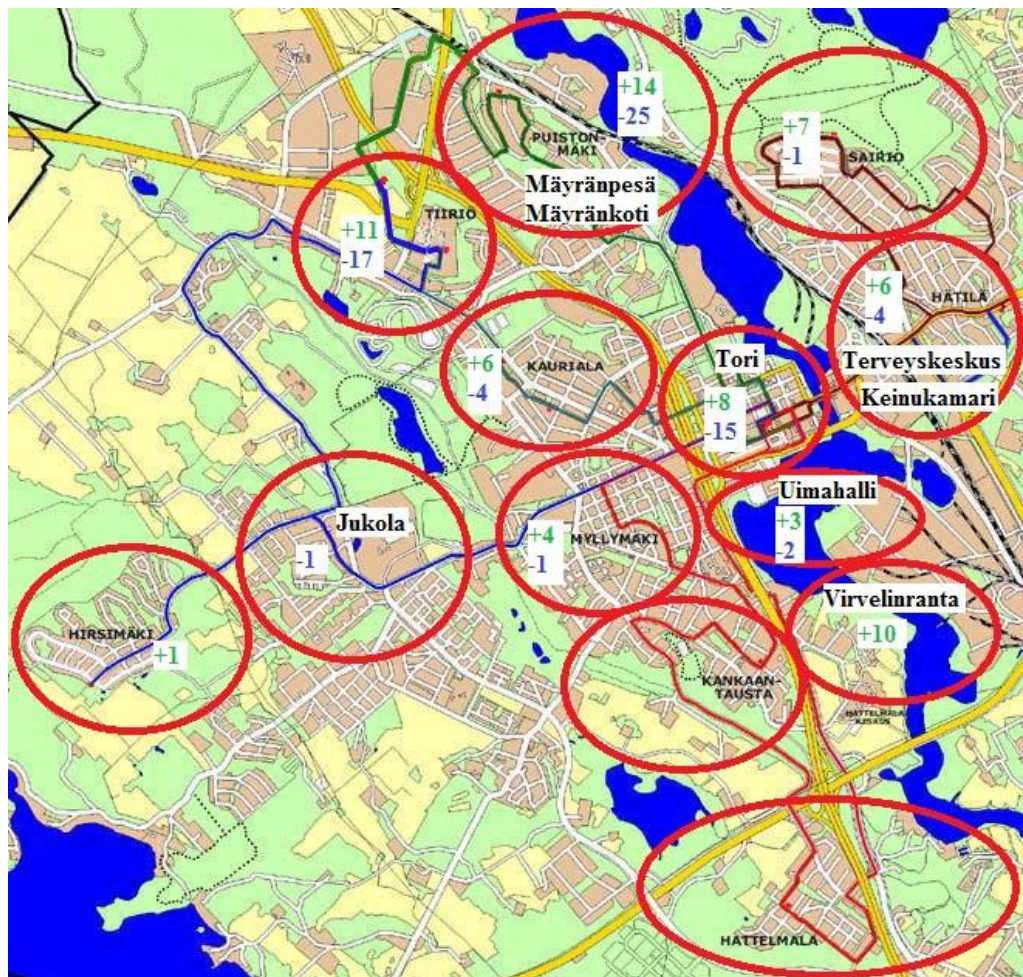 +14
-25
PUISTON-
MÄKI
Mäyränpesä
Mäyränkoti
+7
-1
SAIRIO
TIIRIO
+11
-17
+6
-4
HÄTILÄ
Terveyskeskus
Keinukamari
KAURIALA
+6
-4
Tori
+8
-15
Uimahalli
+3
-2
Jukola
-1
MYLLYMÄKI
+4
-1
Virvelinranta
+10
HIRSIMÄKI
+1
KANKAAN-
TAUSTA
HATTELMALA
KESKUS
HATTELMALA